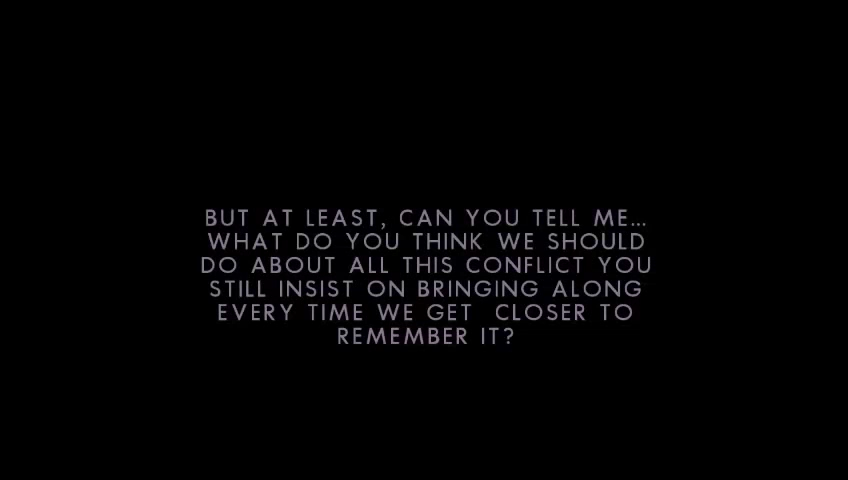 BUT AT LEAST, CAN YOU TELL ME...
WHAT DO YOU THINK WE SHOULD
DO ABOUT ALL THIS CONFLICT YOU
STILL INSIST ON BRINGING ALONG
EVERY TIME WE GET  CLOSER TO
REMEMBER IT?